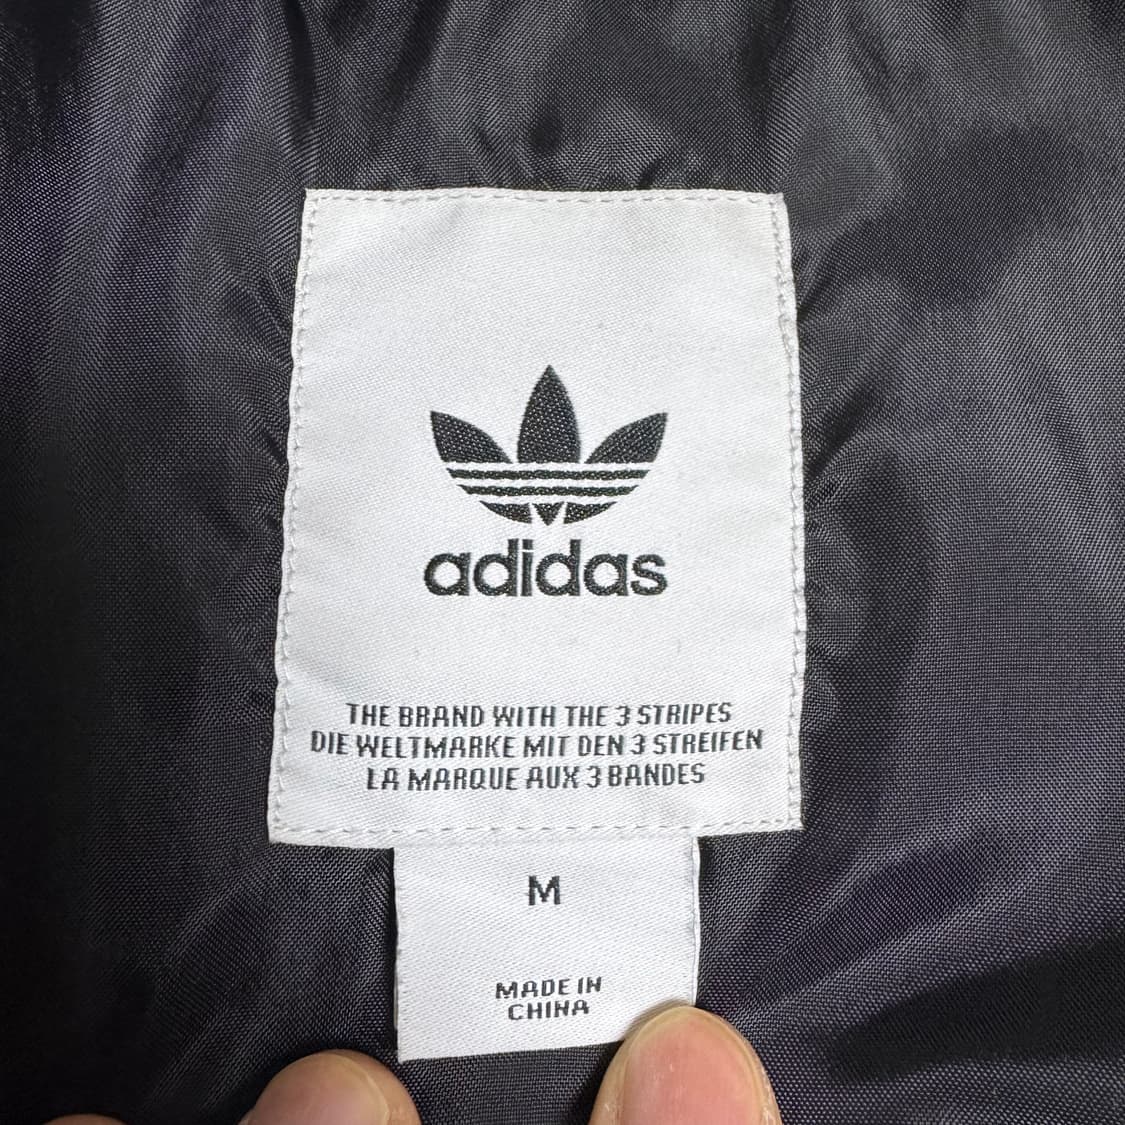 adidas
THE BRAND WITH THE 3 STRIPES
DIE WELTMARKE MIT DEN 3 STREIFEN
LA MARQUE AUX 3 BANDES
M
MADE IN
CHINA